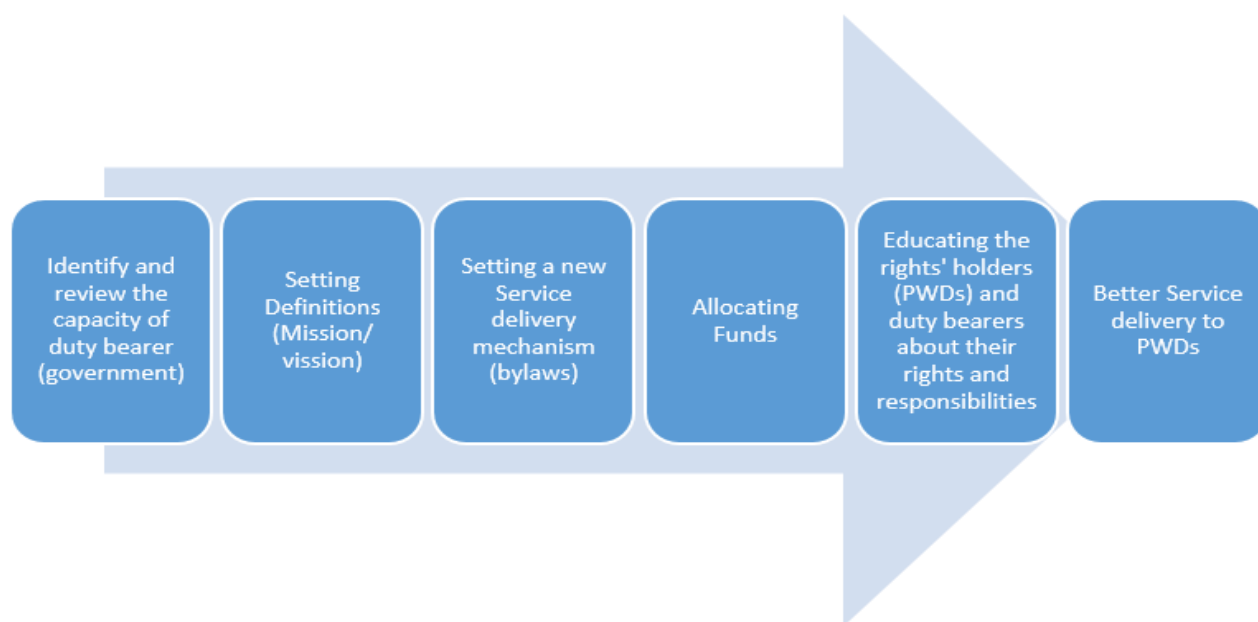 Identify and
review the
capacity of
duty bearer
(government)
Setting
Definitions
(Mission/
vission)
Setting a new
Service
delivery
mechanism
(bylaws)
Allocating
Funds
Educating the
rights' holders
(PWDs) and
duty bearers
about their
rights and
responsibilities
Better Service
delivery to
PWDs